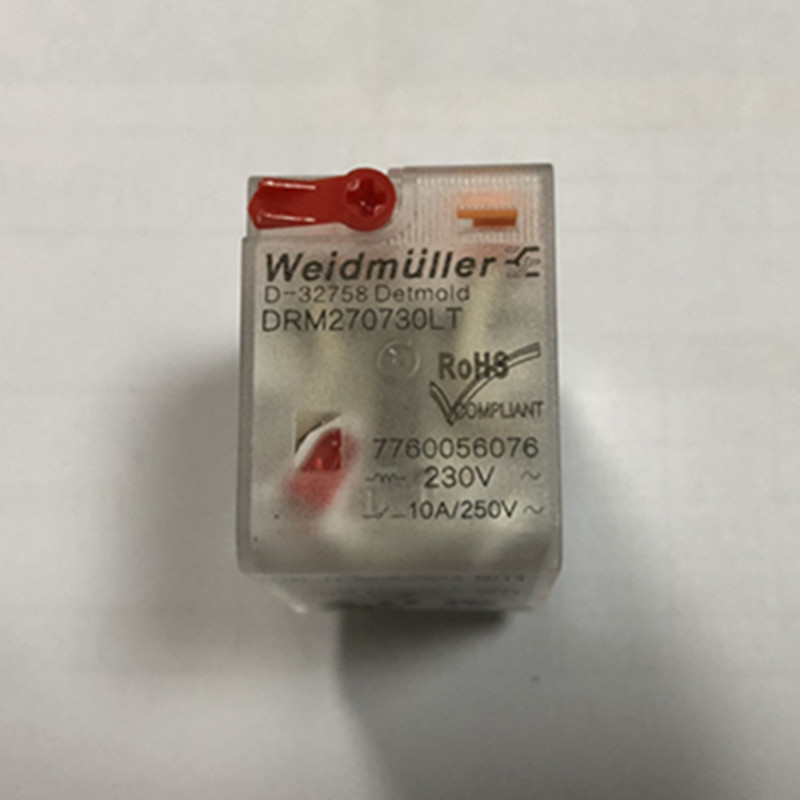 Weidmüller
D-32758 Detmold
DRM270730LT
RoHS
COMPLIANT
7760056076
230V ~
10A/250V ~